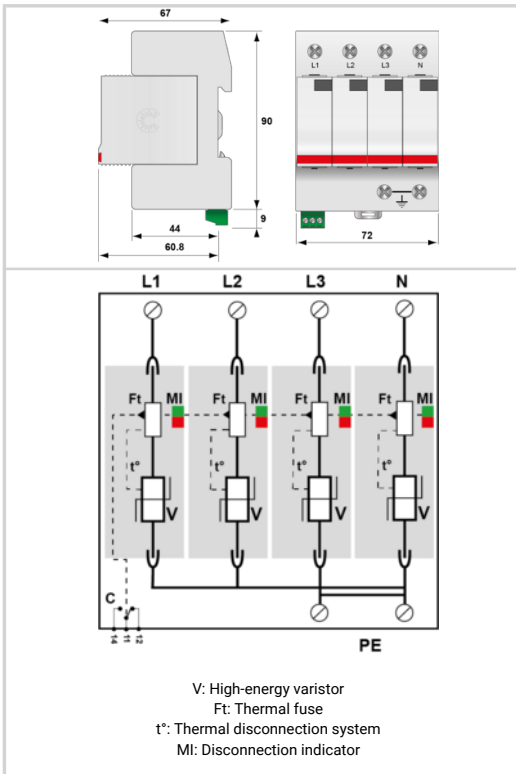 67
L1 L2 L3 N
90
9
44
60.8
72
L1 L2 L3 N
Ft MI Ft MI Ft MI Ft MI
t° t° t° t°
V V V V
C
14 11 12
PE
V: High-energy varistor
Ft: Thermal fuse
t°: Thermal disconnection system
MI: Disconnection indicator